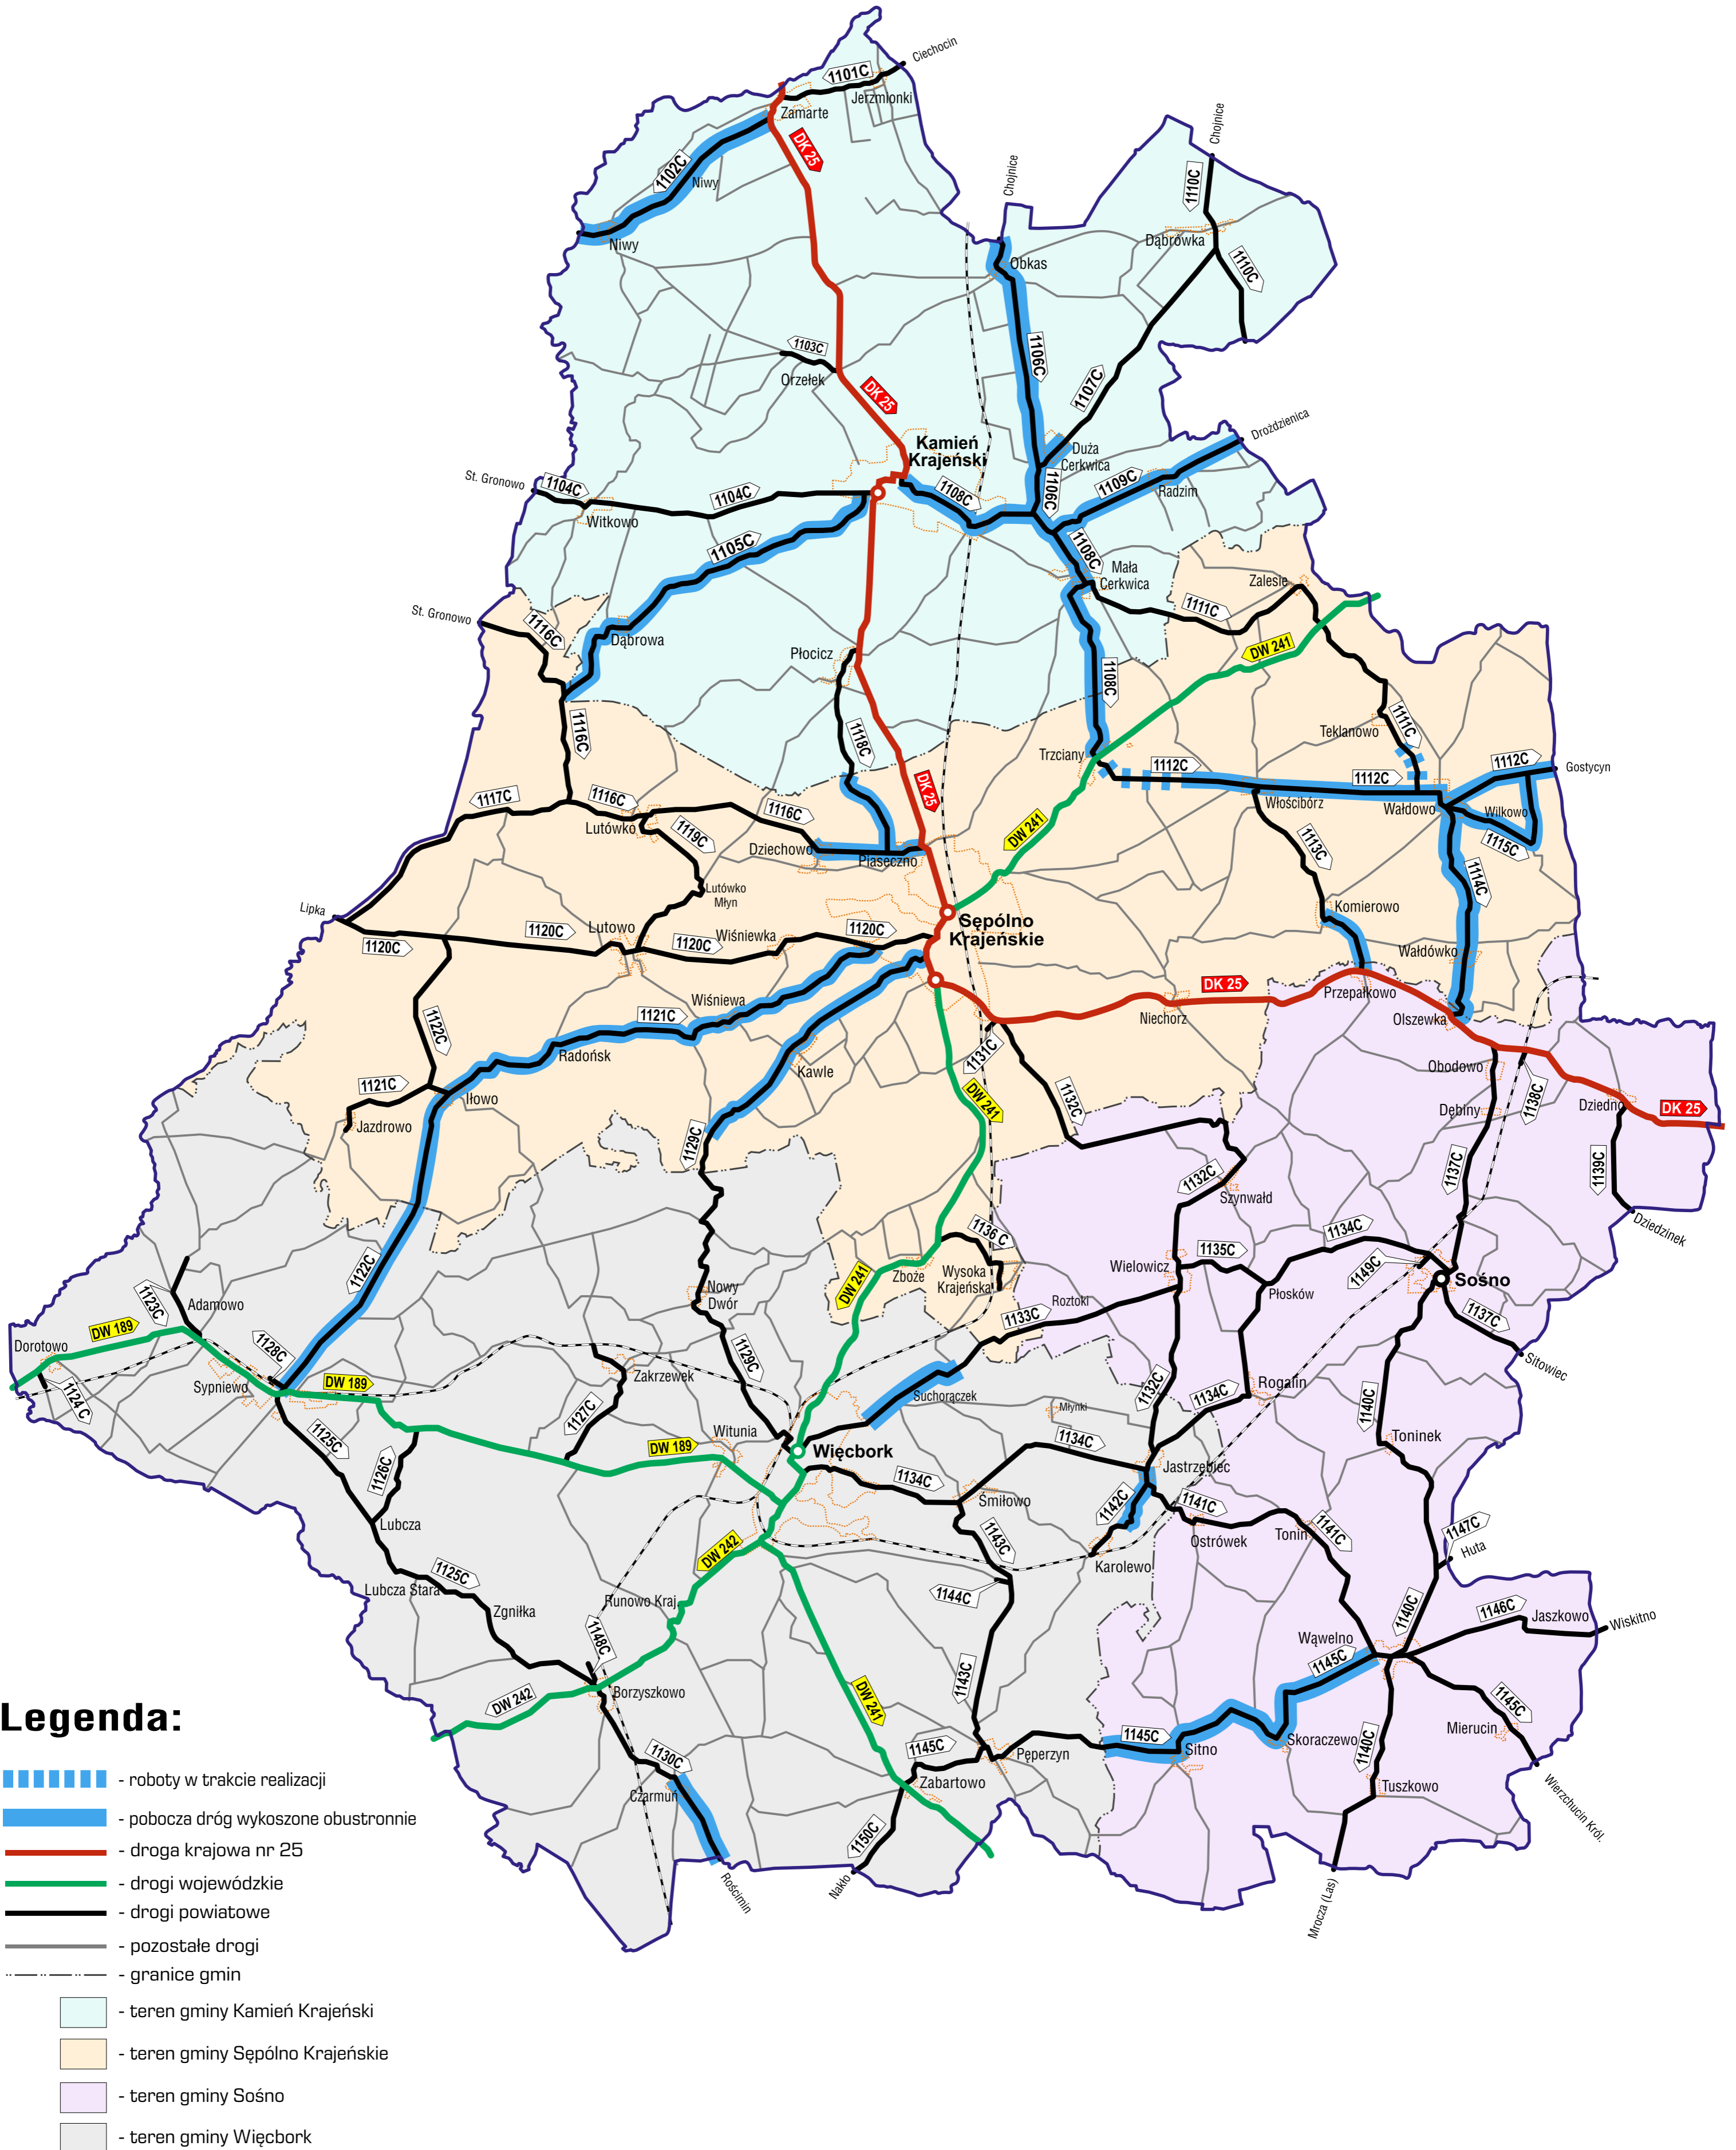 Ciechocin
1101C
Jerzmionki
Zamarte
DK 25
1102C
Niwy
Niwy
Chojnice
Chojnice
1110C
Dąbrówka
1110C
Obkas
1106C
1103C
Orzełek
1107C
DK 25
Kamień
Krajeński
Duża
Cerkwica
Drożdzienica
St. Gronowo
1104C
1104C
Witkowo
1108C
1106C
1109C
Radzim
1105C
1108C
Mała
Cerkwica
Zalesie
St. Gronowo
1116C
Dąbrowa
1111C
DW 241
Płocicz
1108C
1116C
1118C
Trzciany
Teklanowo
1111C
1112C
1112C
1112C
Gostycyn
DK 25
1117C
1116C
1116C
Lutówko
1119C
Włościbórz
Wałdowo
Wilkowo
DW 241
Dziechowo
Piaseczno
1113C
1115C
1114C
Lutówko
Młyn
Lipka
Komierowo
Sępólno
Krajeńskie
1120C
1120C
Lutowo
1120C
Wiśniewka
1120C
Wałdówko
DK 25
Przepałkowo
Wiśniewa
Niechorz
Olszewka
1122C
1121C
Radońsk
1131C
Kawle
Obodowo
1121C
Iłowo
DW 241
1132C
Dębiny
1138C
Dziedno
DK 25
Jazdrowo
1129C
1137C
1139C
1132C
Szynwałd
Dziedzinek
1136 C
1134C
1135C
Wielowicz
1149C
Sośno
1122C
1123C
Adamowo
Nowy
Dwór
DW 241
Zboże
Wysoka
Krajeńska
Płosków
Roztoki
1133C
1137C
DW 189
Dorotowo
1128C
1129C
Sitowiec
Sypniewo
DW 189
1124 C
Zakrzewek
Suchorączek
1132C
Rogalin
1134C
1127C
Młynki
1140C
1125C
Witunia
DW 189
Więcbork
1134C
Toninek
1126C
1134C
Jastrzębiec
Śmiłowo
1142C
1141C
Lubcza
Ostrówek
Tonin
1141C
1147C
Huta
DW 242
1143C
Karolewo
1125C
Lubcza Stara
1144C
Runowo Kraj.
Zgniłka
1140C
1146C
Jaszkowo
Wiskitno
1148C
Wąwelno
1145C
1143C
Borzyszkowo
DW 242
DW 241
1145C
Mierucin
1145C
1145C
Sitno
Skoraczewo
1140C
Pęperzyn
1130C
Zabartowo
Tuszkowo
Wierzchucin Król.
Czarmuń
1150C
Nakło
Rościmin
Mrocza (Las)
Legenda:
- roboty w trakcie realizacji
- pobocza dróg wykoszone obustronnie
- droga krajowa nr 25
- drogi wojewódzkie
- drogi powiatowe
- pozostałe drogi
- granice gmin
- teren gminy Kamień Krajeński
- teren gminy Sępólno Krajeńskie
- teren gminy Sośno
- teren gminy Więcbork